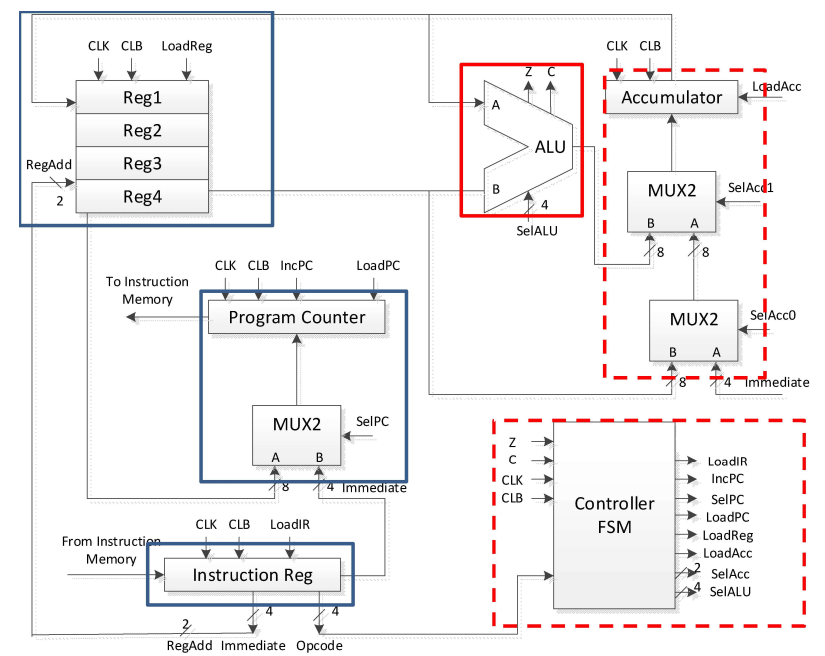 CLK CLB LoadReg
Reg1
Reg2
Reg3
Reg4
RegAdd
2
Z C
A
ALU
B
4
SelALU
CLK CLB
Accumulator
LoadAcc
MUX2
SelAcc1
B A
8 8
MUX2
SelAcc0
B A
8 4
Immediate
CLK CLB IncPC LoadPC
To Instruction
Memory
Program Counter
MUX2
SelPC
A B
8 4
Immediate
CLK CLB LoadIR
From Instruction
Memory
Instruction Reg
4 4
2
RegAdd Immediate Opcode
Z
C
CLK
CLB
Controller
FSM
LoadIR
IncPC
SelPC
LoadPC
LoadReg
LoadAcc
2
SelAcc
4
SelALU